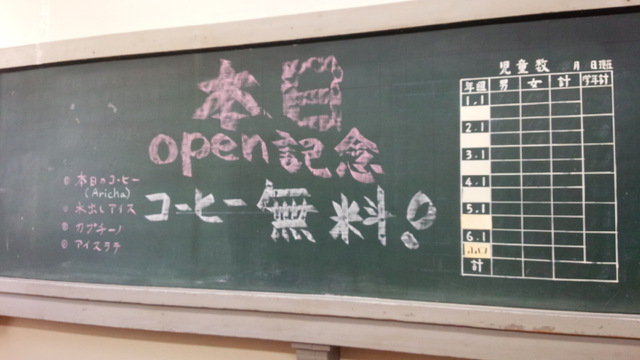 本日
open記念
コーヒー無料。
本日のコーヒー
(Aricha)
水出しアイス
カプチーノ
アイスラテ
児童数 月 日現在
年組 男 女 計 学年計
1.1
2.1
3.1
4.1
5.1
6.1
計